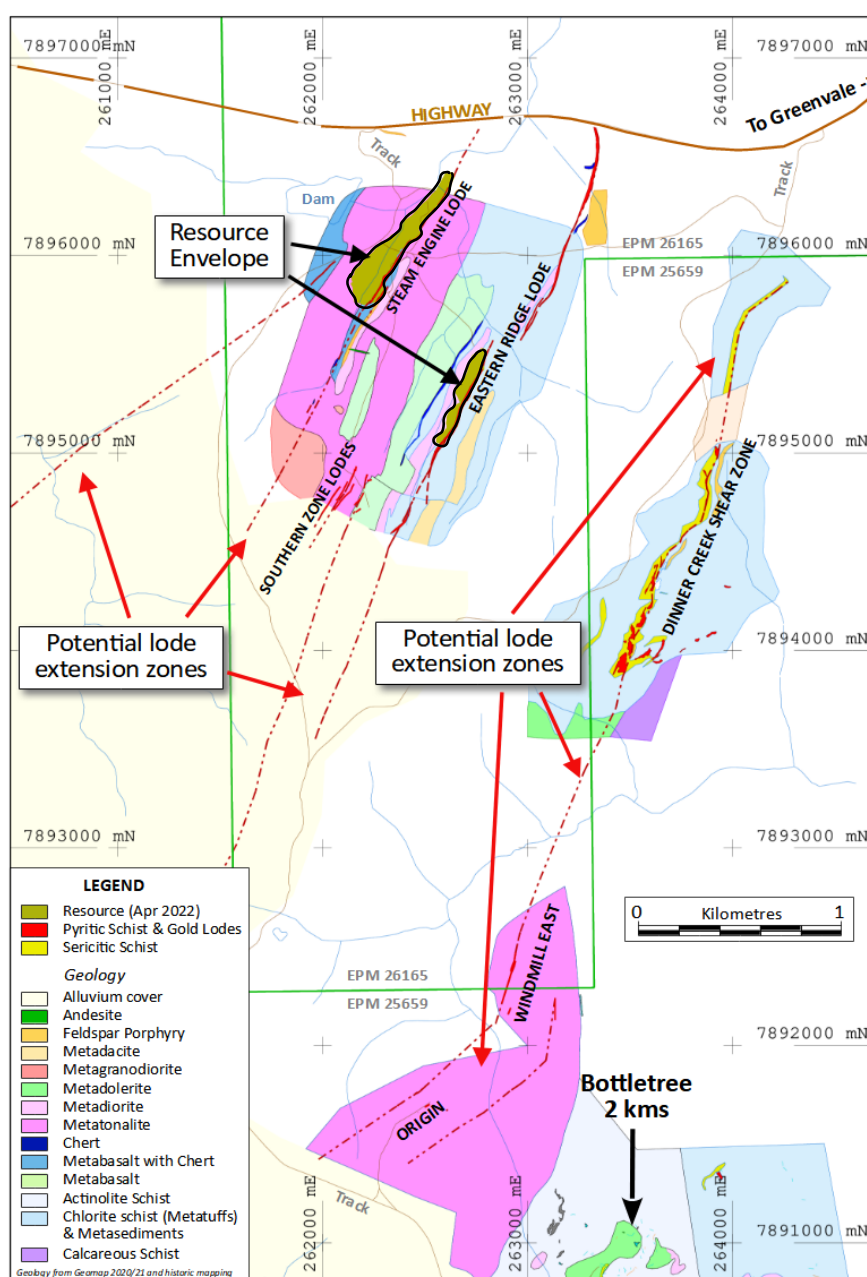 7897000 mN
261000 mE
262000 mE
263000 mE
264000 mE
7897000 mN
HIGHWAY
To Greenvale -
Track
Track
Dam
Resource
Envelope
STEAM ENGINE LODE
EASTERN RIDGE LODE
7896000 mN
7896000 mN
EPM 26165
EPM 25659
7895000 mN
7895000 mN
SOUTHERN ZONE LODES
DINNER CREEK SHEAR ZONE
7894000 mN
7894000 mN
Potential lode
extension zones
Potential lode
extension zones
7893000 mN
7893000 mN
LEGEND
Resource (Apr 2022)
Pyritic Schist & Gold Lodes
Sericitic Schist
Geology
Alluvium cover
Andesite
Feldspar Porphyry
Metadacite
Metagranodiorite
Metadolerite
Metadiorite
Metatonalite
Chert
Metabasalt with Chert
Metabasalt
Actinolite Schist
Chlorite schist (Metatuffs)
& Metasediments
Calcareous Schist
Geology from Geomap 2020/21 and historic mapping
0 Kilometres 1
WINDMILL EAST
EPM 26165
EPM 25659
7892000 mN
ORIGIN
Bottletree
2 kms
Track
262000 mE
263000 mE
264000 mE
7891000 mN